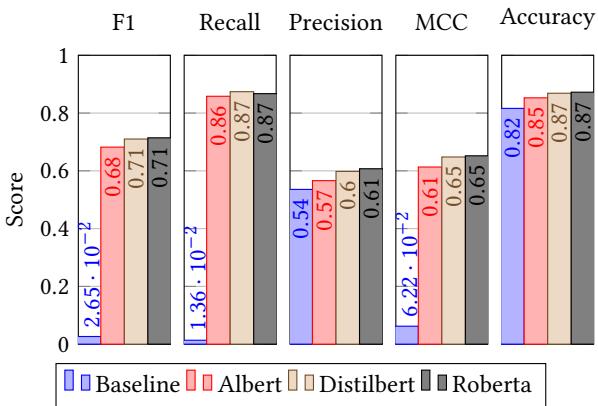 F1 Recall Precision MCC Accuracy
Score
1
0.8
0.6
0.4
0.2
0
2.65 · 10⁻² 0.68 0.71 0.71
1.36 · 10⁻² 0.86 0.87 0.87
0.54 0.57 0.6 0.61
6.22 · 10⁻² 0.61 0.65 0.65
0.82 0.85 0.87 0.87
Baseline Albert Distilbert Roberta